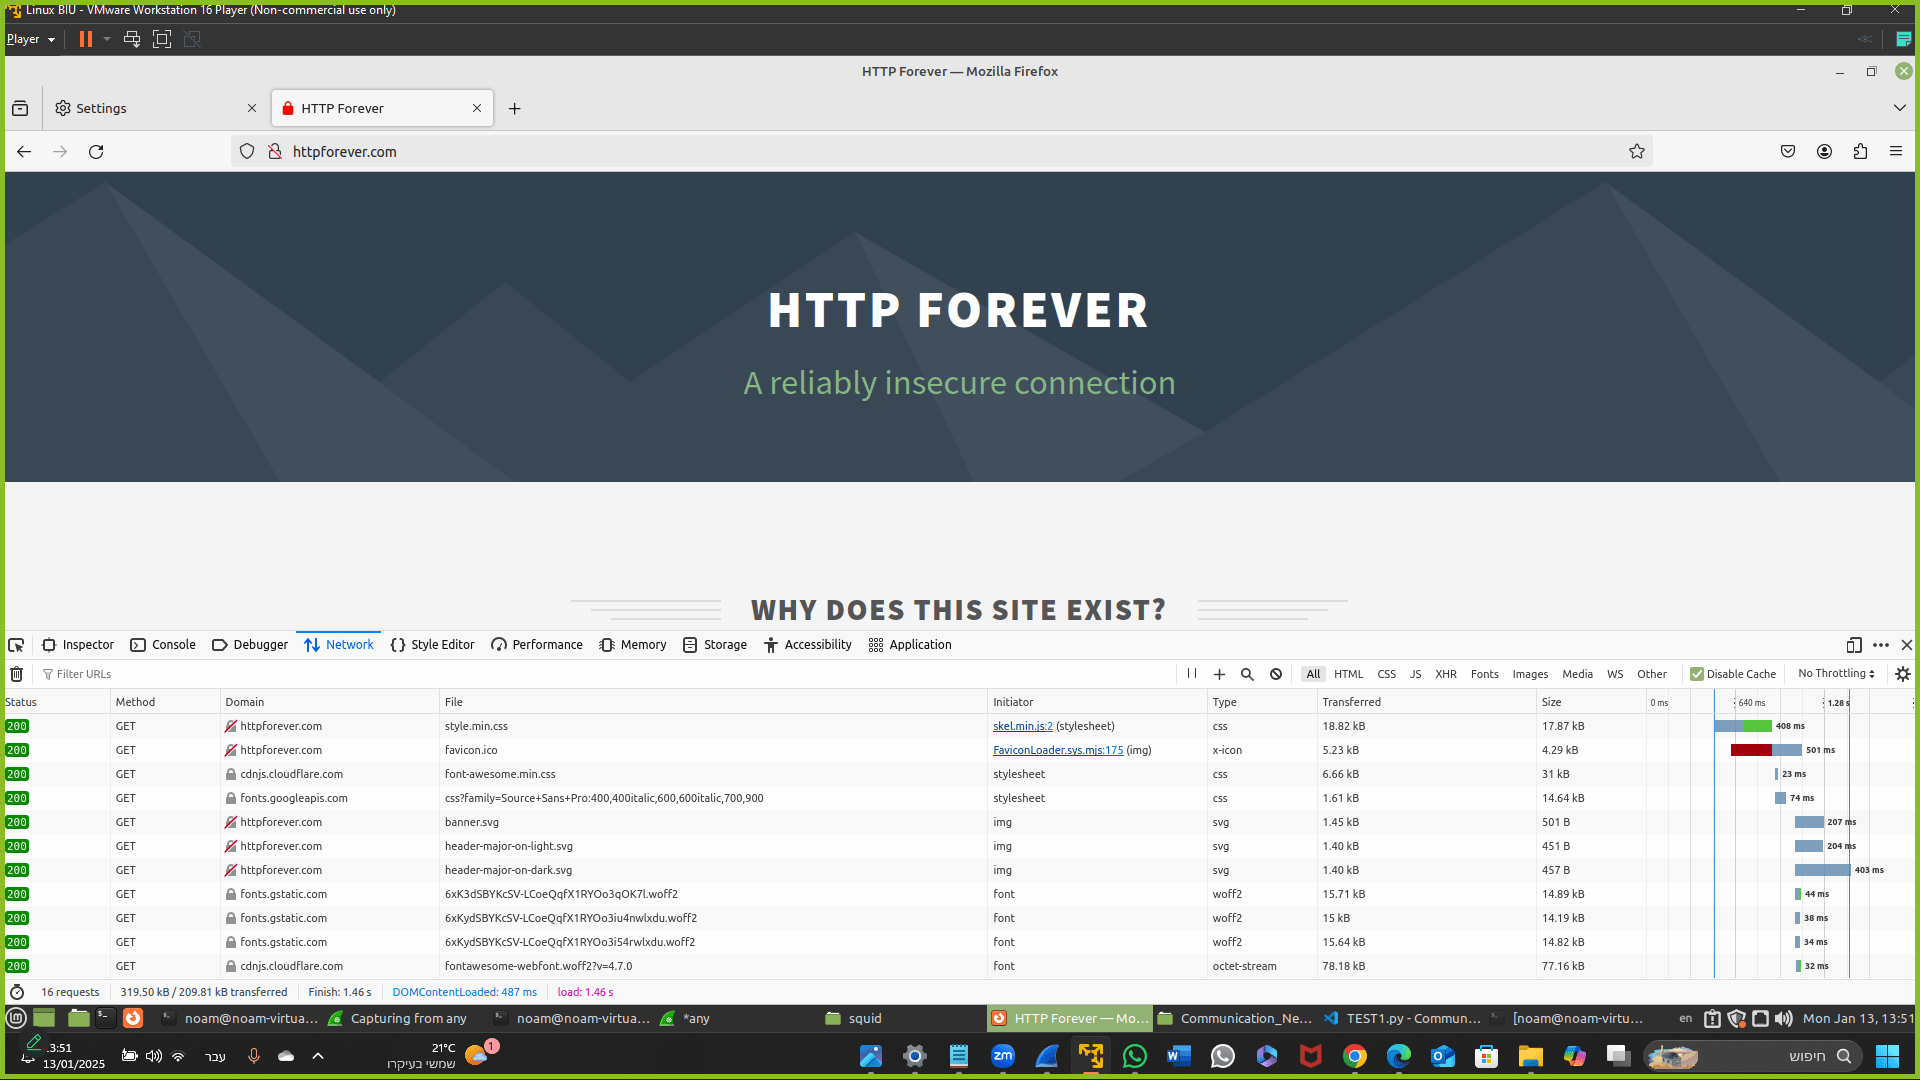 Linux BIU - VMware Workstation 16 Player (Non-commercial use only)
Player
HTTP Forever — Mozilla Firefox
Settings
HTTP Forever
httpforever.com
HTTP FOREVER
A reliably insecure connection
WHY DOES THIS SITE EXIST?
Inspector Console Debugger Network Style Editor Performance Memory Storage Accessibility Application
Filter URLs All HTML CSS JS XHR Fonts Images Media WS Other Disable Cache No Throttling
Status Method Domain File Initiator Type Transferred Size 0 ms 640 ms 1.28 s
200 GET httpforever.com style.min.css skel.min.js:2 (stylesheet) css 18.82 kB 17.87 kB 408 ms
200 GET httpforever.com favicon.ico FaviconLoader.sys.mjs:175 (img) x-icon 5.23 kB 4.29 kB 501 ms
200 GET cdnjs.cloudflare.com font-awesome.min.css stylesheet css 6.66 kB 31 kB 23 ms
200 GET fonts.googleapis.com css?family=Source+Sans+Pro:400,400italic,600,600italic,700,900 stylesheet css 1.61 kB 14.64 kB 74 ms
200 GET httpforever.com banner.svg img svg 1.45 kB 501 B 207 ms
200 GET httpforever.com header-major-on-light.svg img svg 1.40 kB 451 B 204 ms
200 GET httpforever.com header-major-on-dark.svg img svg 1.40 kB 457 B 403 ms
200 GET fonts.gstatic.com 6xK3dSBYKcSV-LCoeQqfX1RYOo3qOK7l.woff2 font woff2 15.71 kB 14.89 kB 44 ms
200 GET fonts.gstatic.com 6xKydSBYKcSV-LCoeQqfX1RYOo3iu4nwlxdu.woff2 font woff2 15 kB 14.19 kB 38 ms
200 GET fonts.gstatic.com 6xKydSBYKcSV-LCoeQqfX1RYOo3i54rwlxdu.woff2 font woff2 15.64 kB 14.82 kB 34 ms
200 GET cdnjs.cloudflare.com fontawesome-webfont.woff2?v=4.7.0 font octet-stream 78.18 kB 77.16 kB 32 ms
16 requests 319.50 kB / 209.81 kB transferred Finish: 1.46 s DOMContentLoaded: 487 ms load: 1.46 s
noam@noam-virtua... Capturing from any noam@noam-virtua... *any squid HTTP Forever — Mo... Communication_Ne... TEST1.py - Commun... [noam@noam-virtu... en Mon Jan 13, 13:51
:3:51
13/01/2025
עבר
21°C
שמשי בעיקרו
1
zm
חיפוש